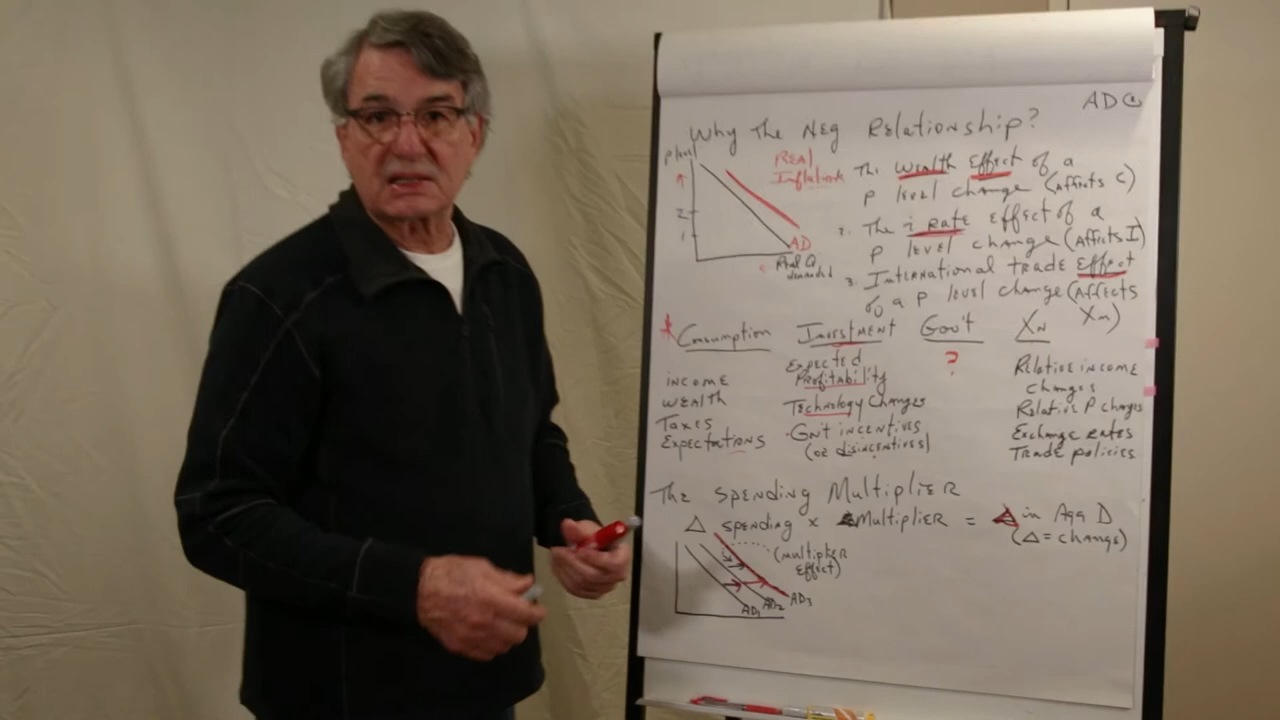 AD
Why The Neg Relationship?
P level
2
1
REAL
Inflation
AD
Real Q
demanded
The Wealth Effect of a
P level change (affects C)
2. The i rate effect of a
P level change (Affects I)
3. International trade Effect
of a P level change (Affects
Xn)
* Consumption
income
Wealth
Taxes
Expectations
Investment
Expected
Profitability
Technology Changes
Gov't incentives
(or disincentives)
Gov't
?
Xn
Relative income
changes
Relative P changes
Exchange rates
Trade policies
The Spending Multiplier
Δ spending x Multiplier = Δ in Agg D
(Δ = change)
(multiplier
effect)
AD1 AD2 AD3